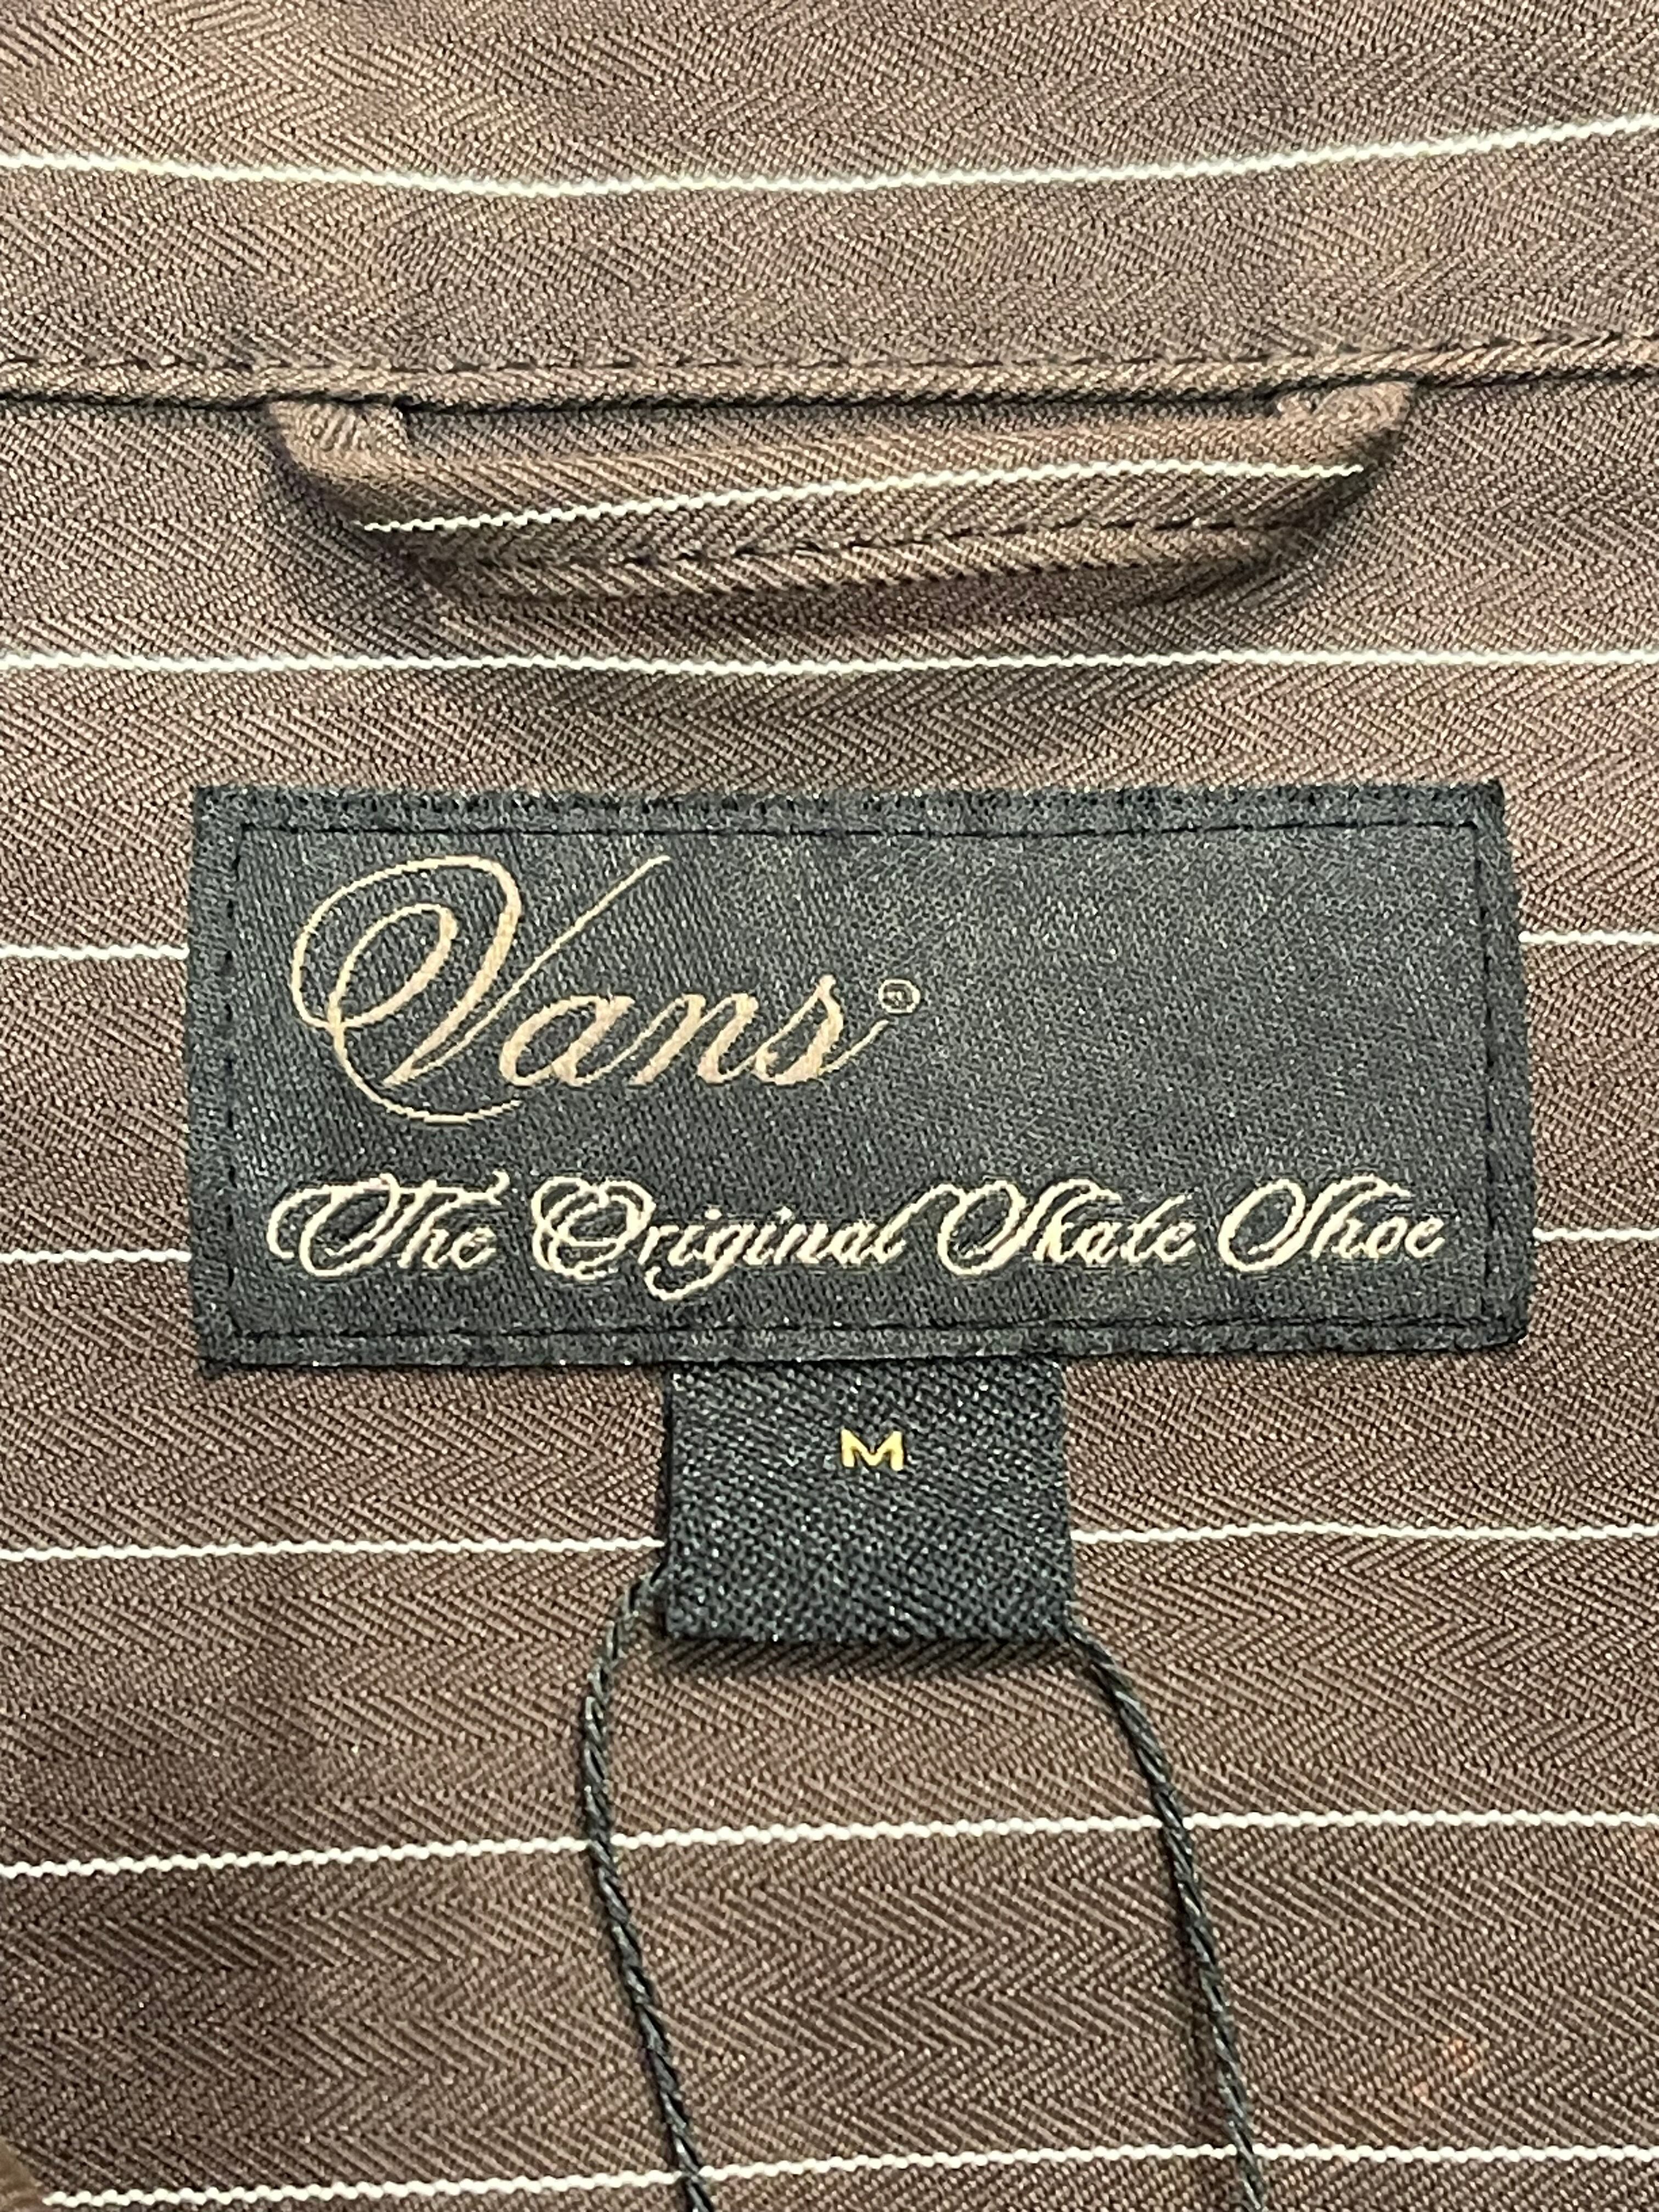 Vans®
The Original Skate Shoe
M